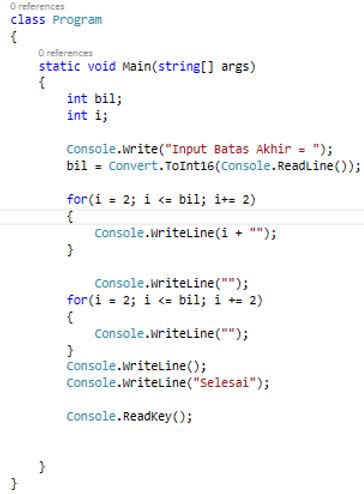 0 references
class Program
{
0 references
static void Main(string[] args)
{
int bil;
int i;
Console.Write("Input Batas Akhir = ");
bil = Convert.ToInt16(Console.ReadLine());
for(i = 2; i <= bil; i+= 2)
{
Console.WriteLine(i + "");
}
Console.WriteLine("");
for(i = 2; i <= bil; i += 2)
{
Console.WriteLine("");
}
Console.WriteLine();
Console.WriteLine("Selesai");
Console.ReadKey();
}
}